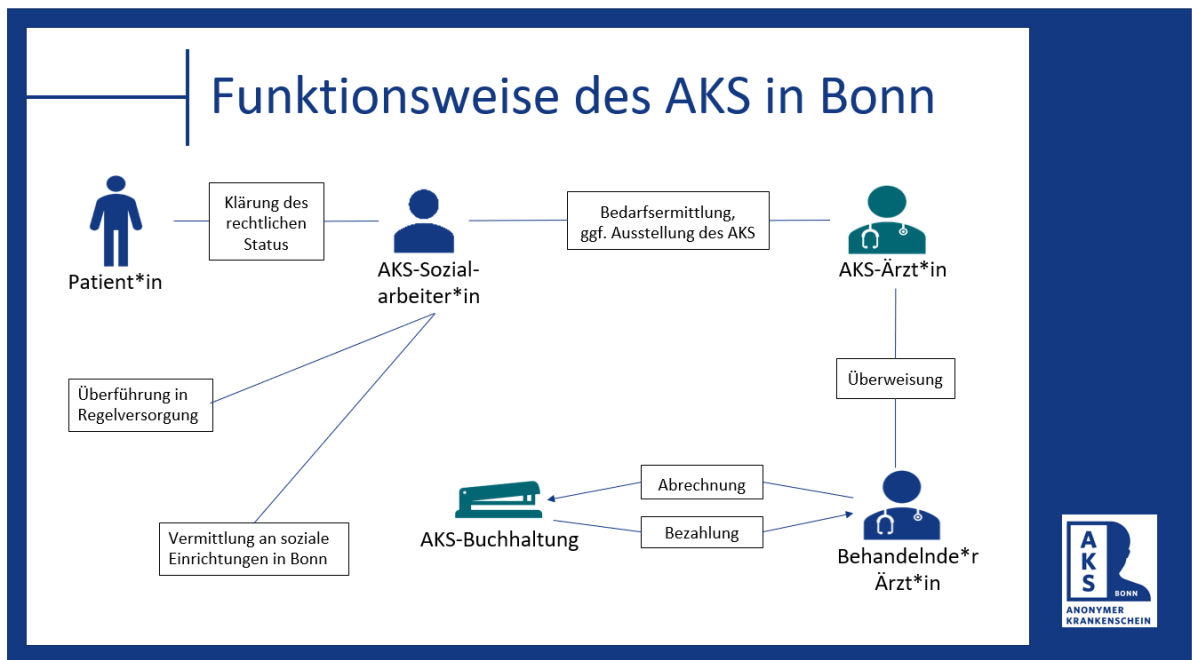 Funktionsweise des AKS in Bonn
Patient*in
Klärung des
rechtlichen
Status
AKS-Sozial-
arbeiter*in
Bedarfsermittlung,
ggf. Ausstellung des AKS
AKS-Ärzt*in
Überführung in
Regelversorgung
Überweisung
Vermittlung an soziale
Einrichtungen in Bonn
AKS-Buchhaltung
Abrechnung
Bezahlung
Behandelnde*r
Ärzt*in
A
K
S
BONN
ANONYMER
KRANKENSCHEIN